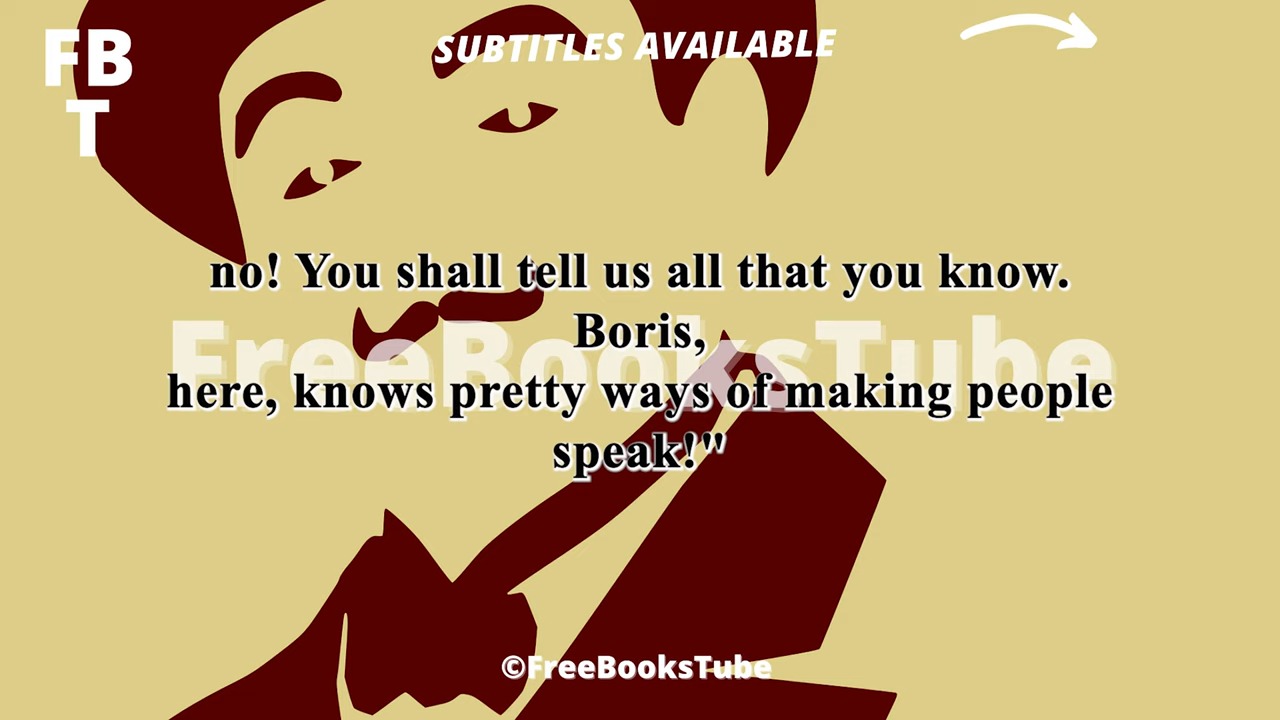 FB
T
SUBTITLES AVAILABLE
no! You shall tell us all that you know.
Boris,
FreeBooksTube
here, knows pretty ways of making people
speak!"
©FreeBooksTube